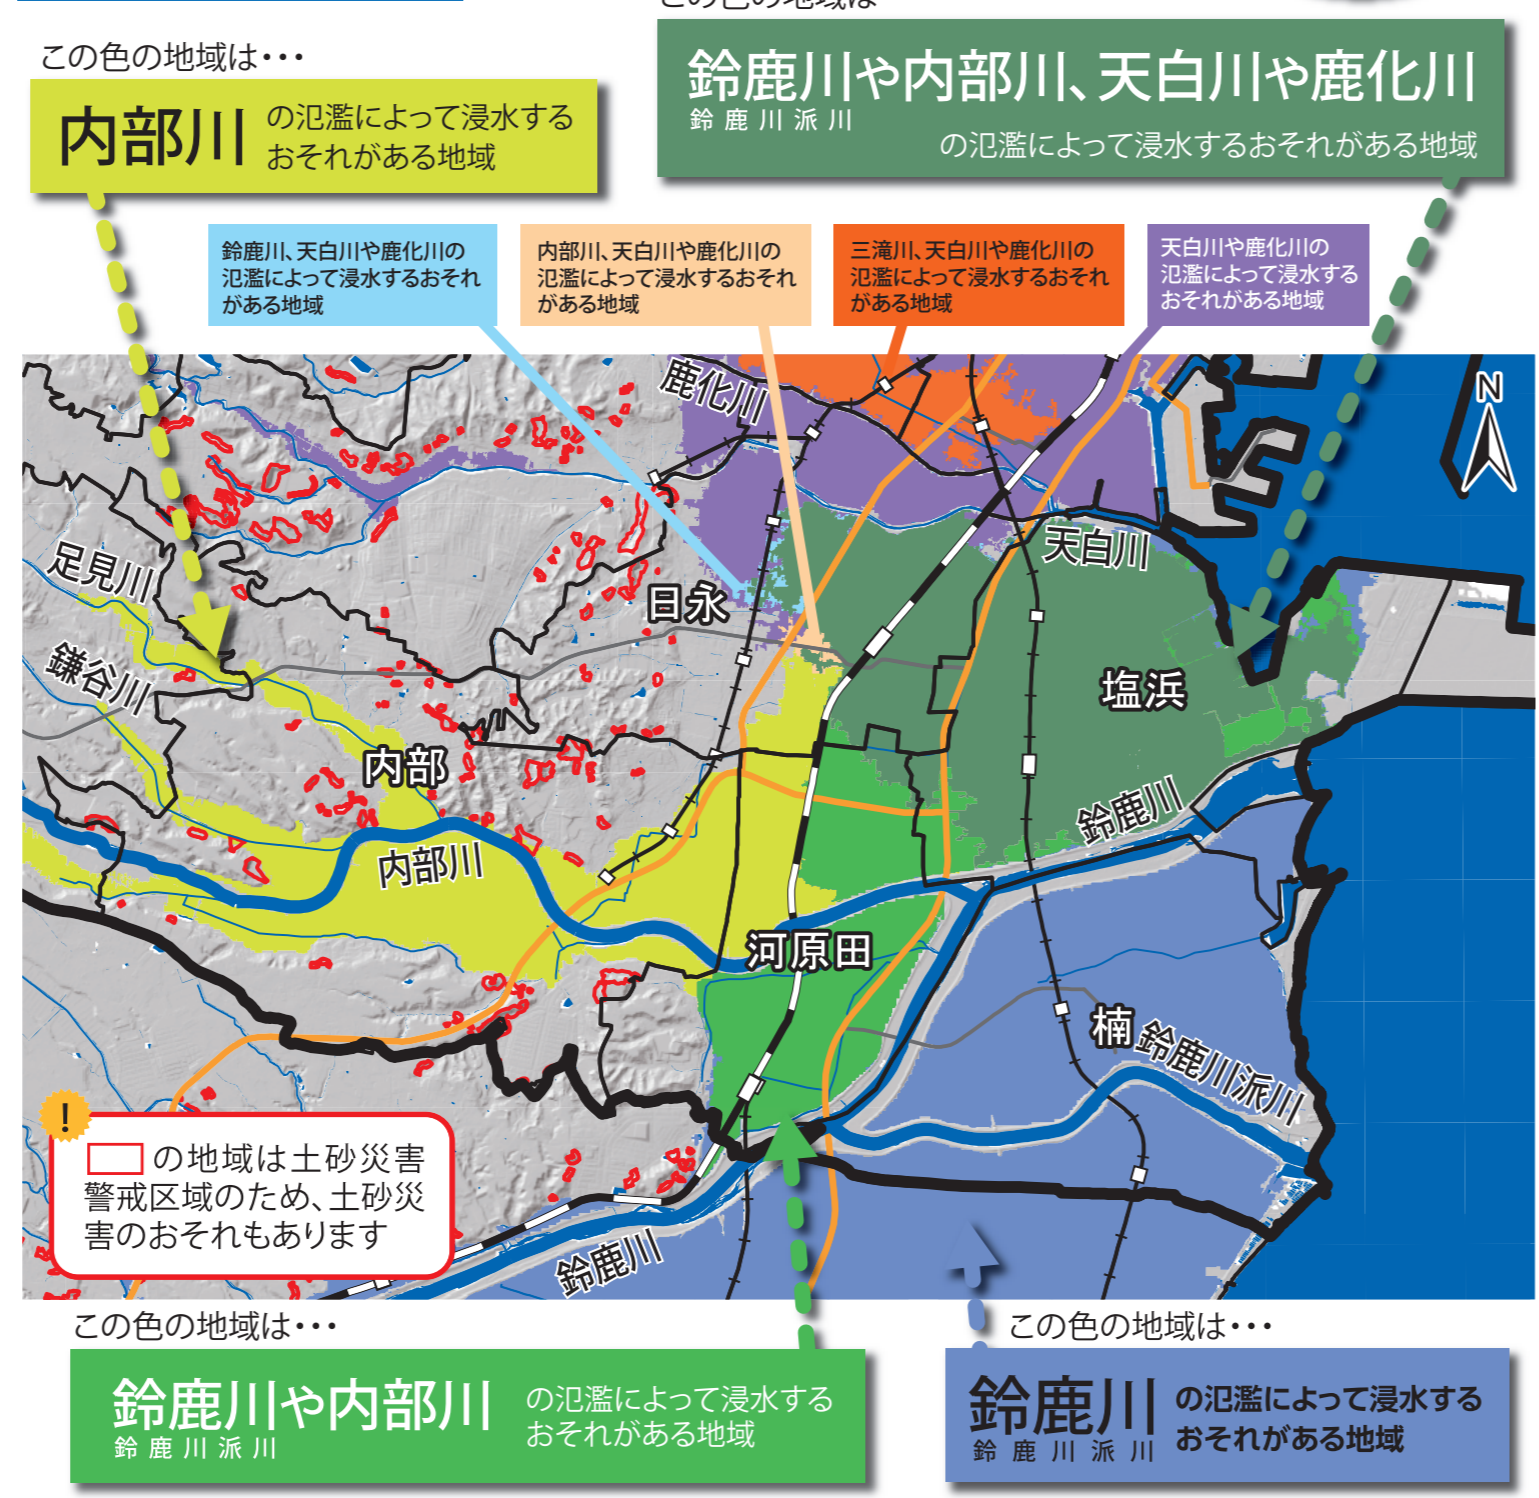 この色の地域は
この色の地域は・・・
内部川
の氾濫によって浸水する
おそれがある地域
鈴鹿川や内部川、天白川や鹿化川
鈴鹿川派川
の氾濫によって浸水するおそれがある地域
鈴鹿川、天白川や鹿化川の
氾濫によって浸水するおそれ
がある地域
内部川、天白川や鹿化川の
氾濫によって浸水するおそれ
がある地域
三滝川、天白川や鹿化川の
氾濫によって浸水するおそれ
がある地域
天白川や鹿化川の
氾濫によって浸水する
おそれがある地域
鹿化川
N
足見川
天白川
日永
鎌谷川
塩浜
内部
鈴鹿川
内部川
河原田
楠
鈴鹿川派川
!
の地域は土砂災害
警戒区域のため、土砂災
害のおそれもあります
鈴鹿川
この色の地域は・・・
鈴鹿川や内部川
鈴鹿川派川
の氾濫によって浸水する
おそれがある地域
この色の地域は・・・
鈴鹿川
鈴鹿川派川
の氾濫によって浸水する
おそれがある地域